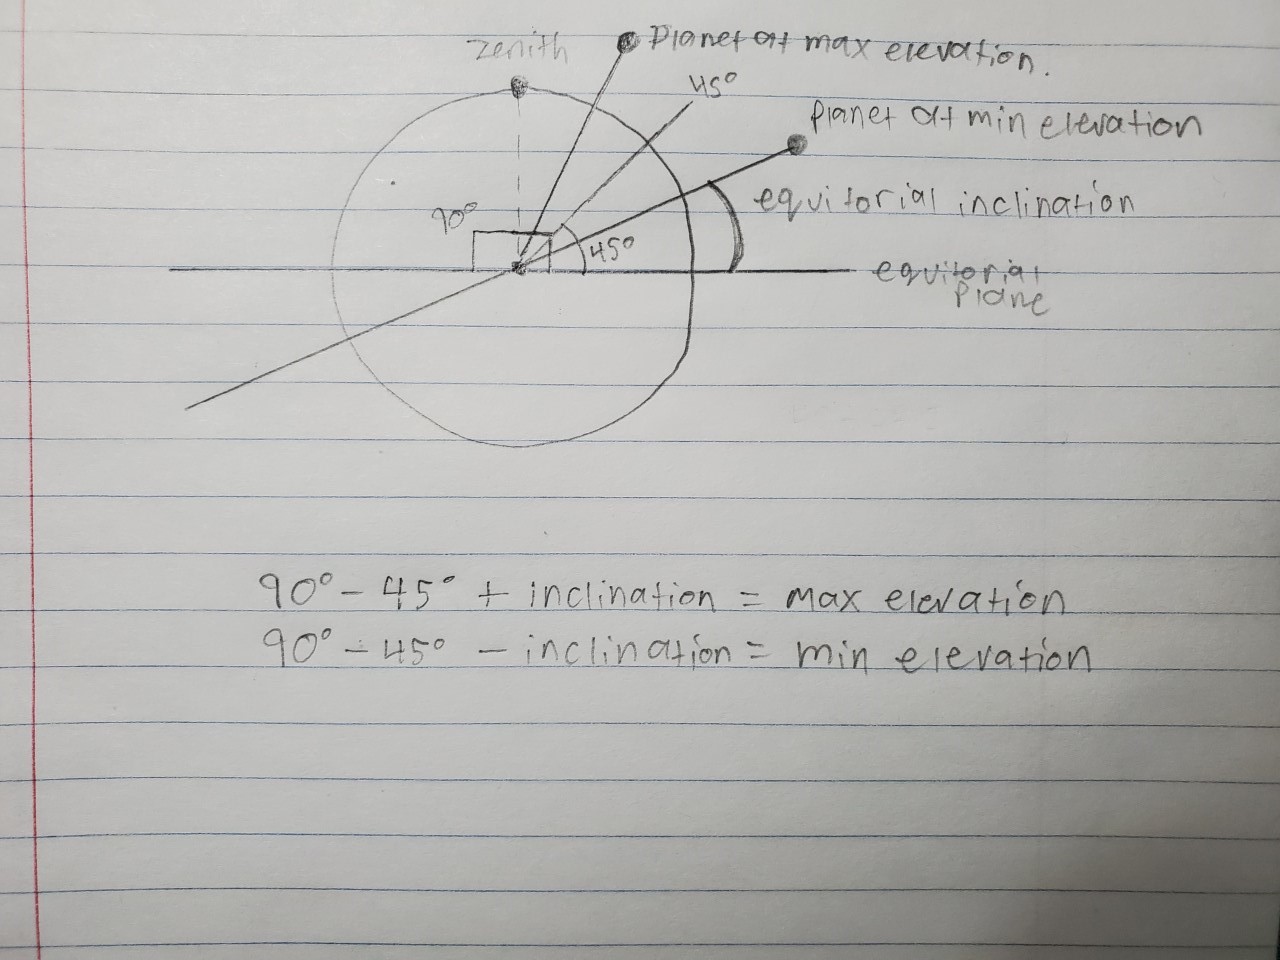 zenith
Planet at max elevation.
45°
Planet at min elevation
equitorial inclination
90°
45°
equitorial
Plane
90° - 45° + inclination = max elevation
90° - 45° - inclination = min elevation